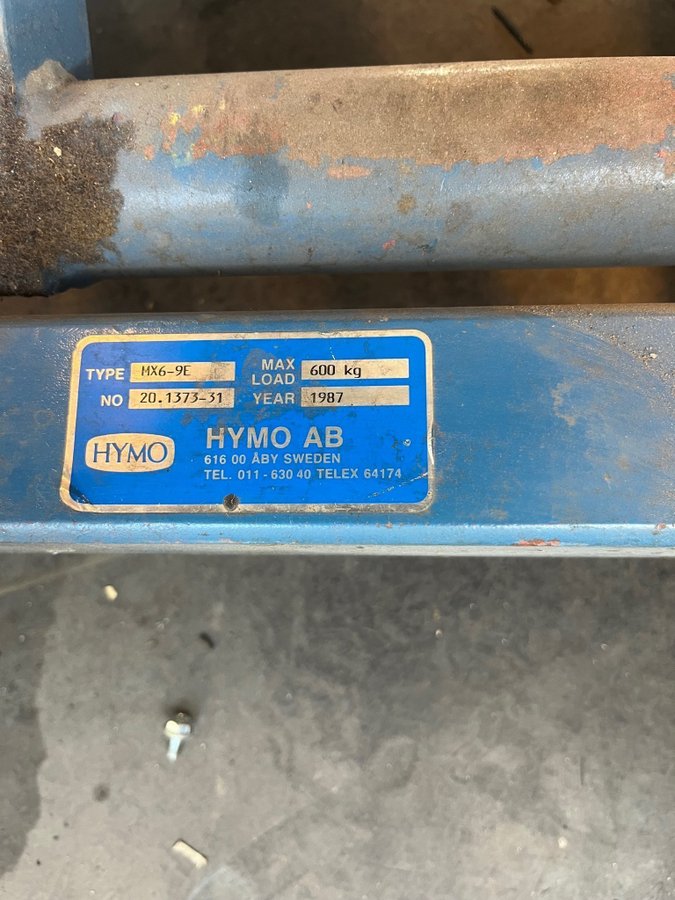 TYPE MX6-9E MAX LOAD 600 kg
NO 20.1373-31 YEAR 1987
HYMO HYMO AB
616 00 ÅBY SWEDEN
TEL. 011-630 40 TELEX 64174